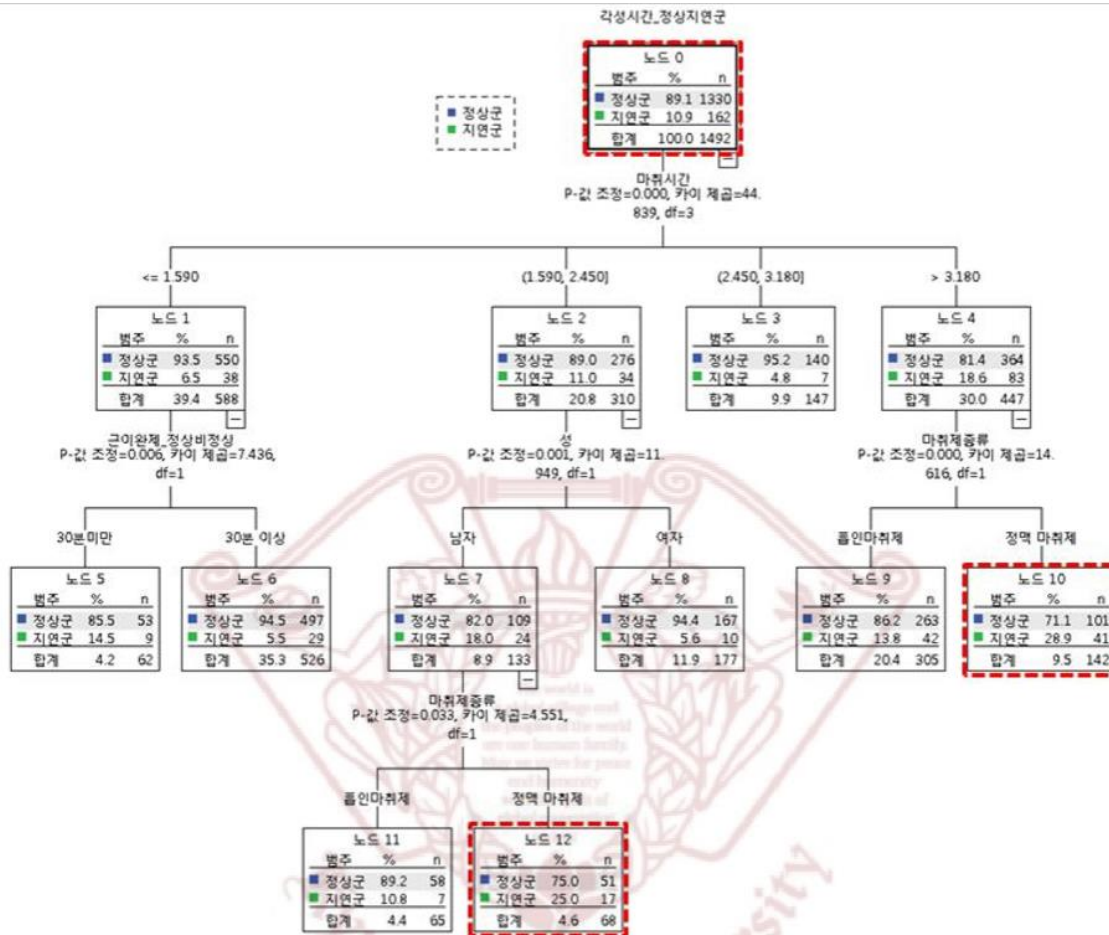 각성시간_정상지연군
노드 0
범주 % n
정상군 89.1 1330
지연군 10.9 162
합계 100.0 1492
정상군
지연군
마취시간
P-값 조정=0.000, 카이 제곱=44.
839, df=3
<= 1.590
(1.590, 2.450]
(2.450, 3.180]
> 3.180
노드 1
범주 % n
정상군 93.5 550
지연군 6.5 38
합계 39.4 588
노드 2
범주 % n
정상군 89.0 276
지연군 11.0 34
합계 20.8 310
노드 3
범주 % n
정상군 95.2 140
지연군 4.8 7
합계 9.9 147
노드 4
범주 % n
정상군 81.4 364
지연군 18.6 83
합계 30.0 447
근이완제_정상비정상
P-값 조정=0.006, 카이 제곱=7.436,
df=1
성
P-값 조정=0.001, 카이 제곱=11.
949, df=1
마취제종류
P-값 조정=0.000, 카이 제곱=14.
616, df=1
30분미만
30분 이상
남자
여자
흡인마취제
정맥 마취제
노드 5
범주 % n
정상군 85.5 53
지연군 14.5 9
합계 4.2 62
노드 6
범주 % n
정상군 94.5 497
지연군 5.5 29
합계 35.3 526
노드 7
범주 % n
정상군 82.0 109
지연군 18.0 24
합계 8.9 133
노드 8
범주 % n
정상군 94.4 167
지연군 5.6 10
합계 11.9 177
노드 9
범주 % n
정상군 86.2 263
지연군 13.8 42
합계 20.4 305
노드 10
범주 % n
정상군 71.1 101
지연군 28.9 41
합계 9.5 142
마취제종류
P-값 조정=0.033, 카이 제곱=4.551,
df=1
흡인마취제
정맥 마취제
노드 11
범주 % n
정상군 89.2 58
지연군 10.8 7
합계 4.4 65
노드 12
범주 % n
정상군 75.0 51
지연군 25.0 17
합계 4.6 68